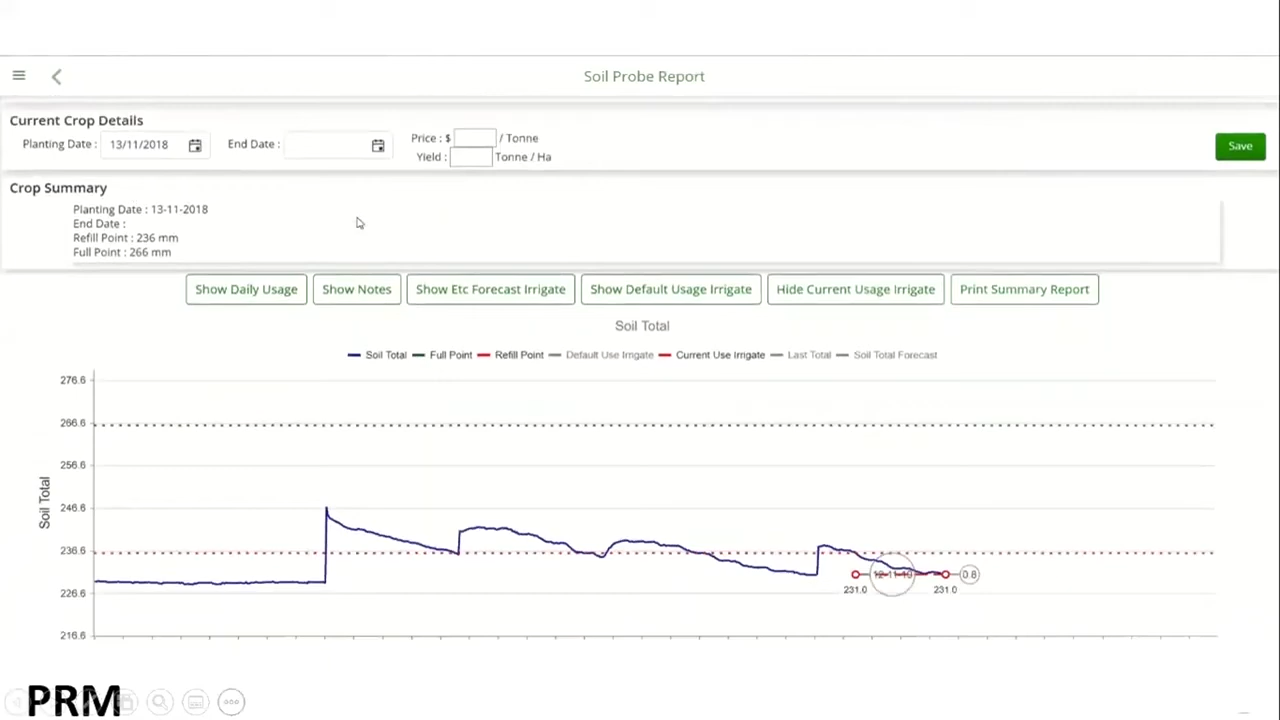 Soil Probe Report
Current Crop Details
Planting Date : 13/11/2018 End Date : Price : $ / Tonne
Yield : Tonne / Ha
Save
Crop Summary
Planting Date : 13-11-2018
End Date :
Refill Point : 236 mm
Full Point : 266 mm
Show Daily Usage Show Notes Show Etc Forecast Irrigate Show Default Usage Irrigate Hide Current Usage Irrigate Print Summary Report
Soil Total
Soil Total Full Point Refill Point Default Use Irrigate Current Use Irrigate Last Total Soil Total Forecast
276.6
266.6
256.6
246.6
236.6
226.6
216.6
Soil Total
0.8
231.0 231.0
PRM